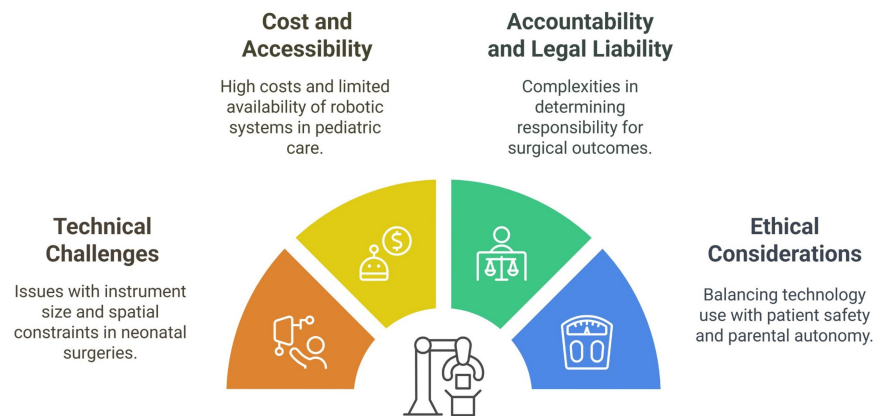 Cost and
Accessibility
High costs and limited
availability of robotic
systems in pediatric
care.
Accountability
and Legal Liability
Complexities in
determining
responsibility for
surgical outcomes.
Technical
Challenges
Issues with instrument
size and spatial
constraints in neonatal
surgeries.
$
Ethical
Considerations
Balancing technology
use with patient safety
and parental autonomy.